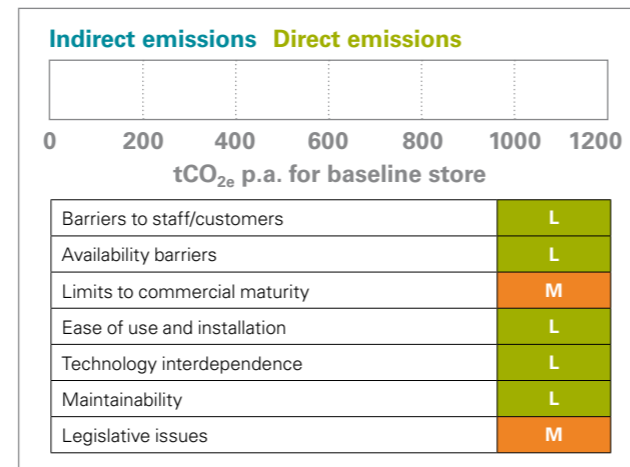 Indirect emissions Direct emissions
0 200 400 600 800 1000 1200
tCO2e p.a. for baseline store
Barriers to staff/customers L
Availability barriers L
Limits to commercial maturity M
Ease of use and installation L
Technology interdependence L
Maintainability L
Legislative issues M